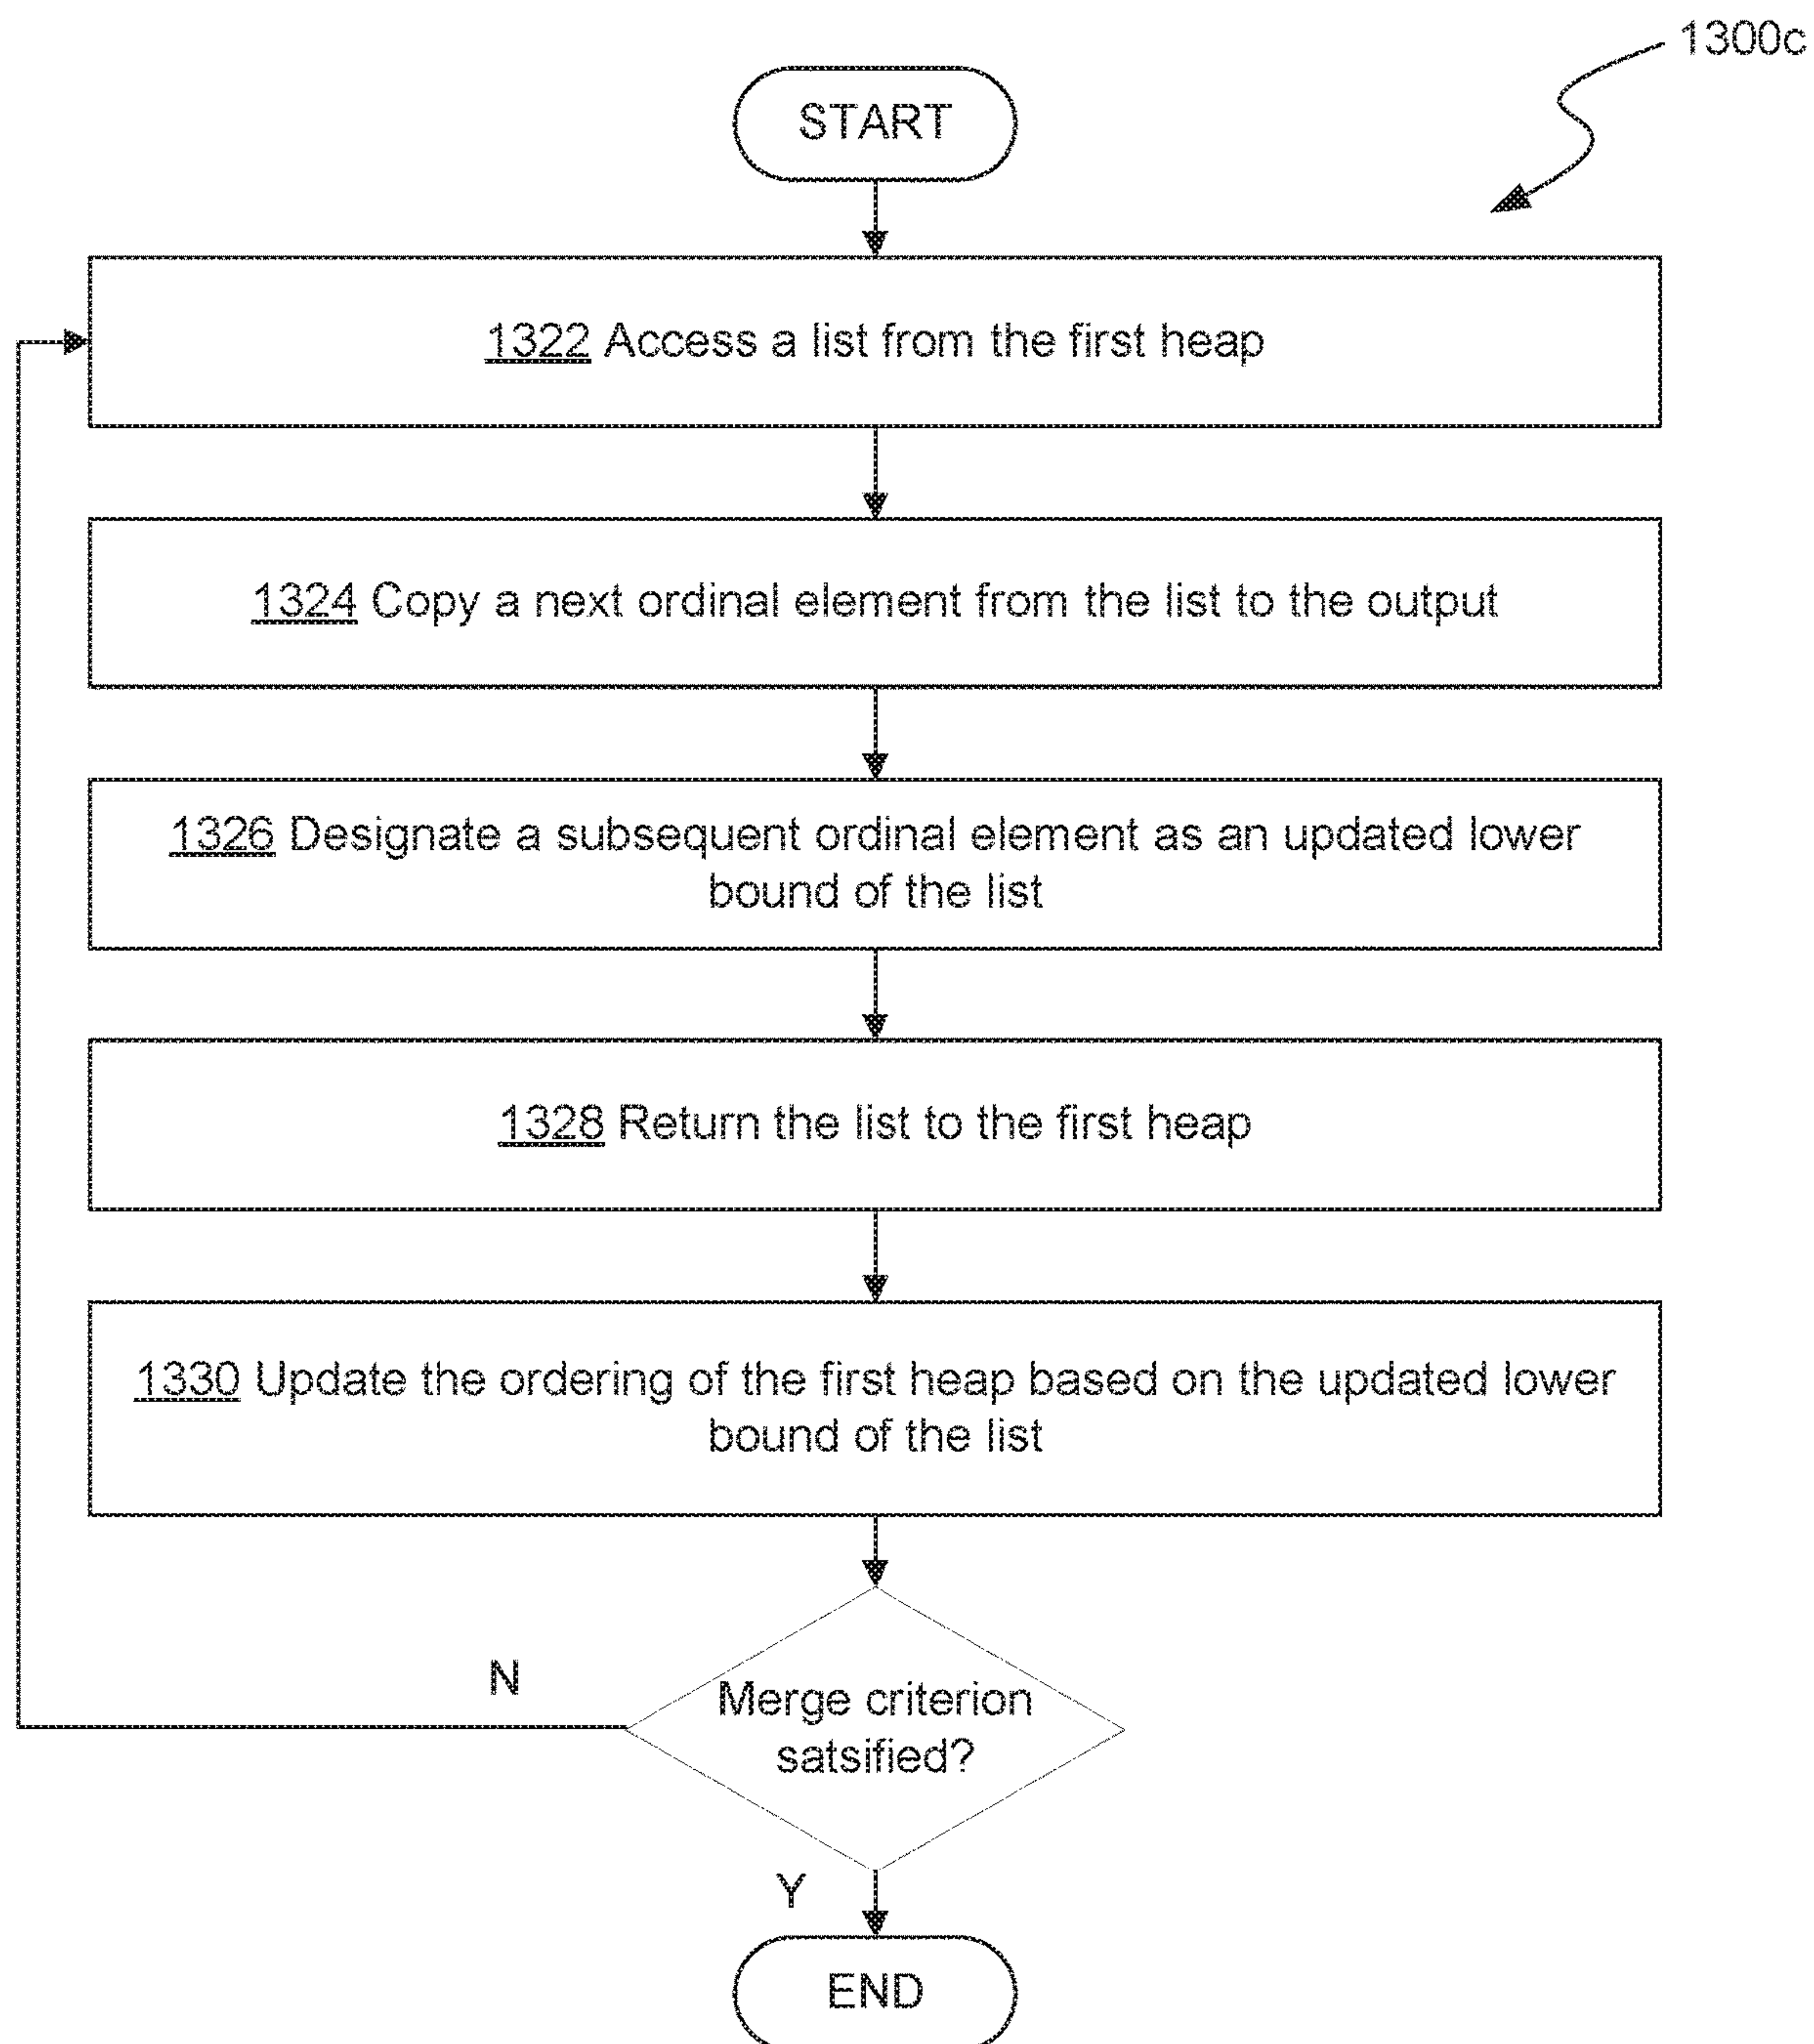 1300c
START
1322 Access a list from the first heap
1324 Copy a next ordinal element from the list to the output
1326 Designate a subsequent ordinal element as an updated lower
bound of the list
1328 Return the list to the first heap
1330 Update the ordering of the first heap based on the updated lower
bound of the list
N
Merge criterion
satsified?
Y
END